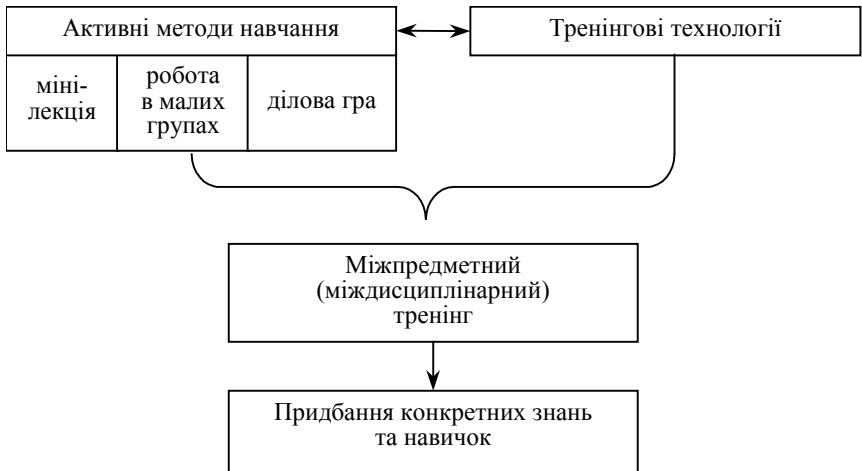 Активні методи навчання
Тренінгові технології
міні-
лекція
робота
в малих
групах
ділова гра
Міжпредметний
(міждисциплінарний)
тренінг
Придбання конкретних знань
та навичок